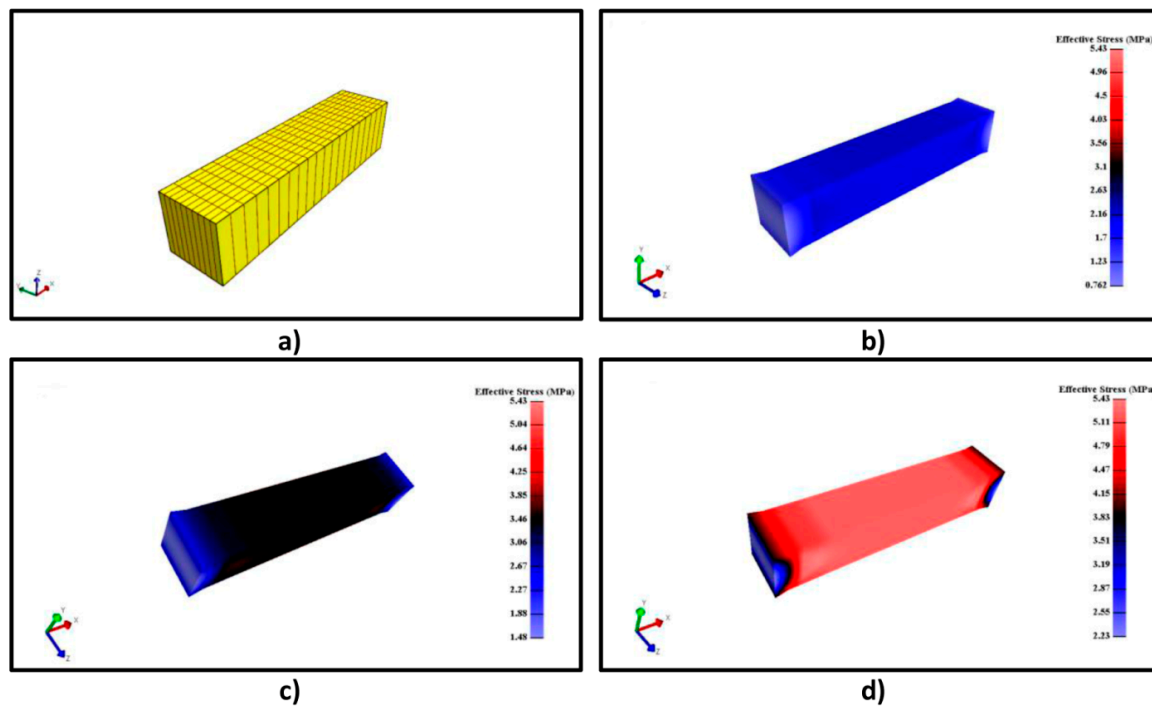 Z
Y
X
a)
Effective Stress (MPa)
5.43
4.96
4.5
4.03
3.56
3.1
2.63
2.16
1.7
1.23
0.762
Y
X
Z
b)
Effective Stress (MPa)
5.43
5.04
4.64
4.25
3.85
3.46
3.06
2.67
2.27
1.88
1.48
Y
X
Z
c)
Effective Stress (MPa)
5.43
5.11
4.79
4.47
4.15
3.83
3.51
3.19
2.87
2.55
2.23
Y
X
Z
d)